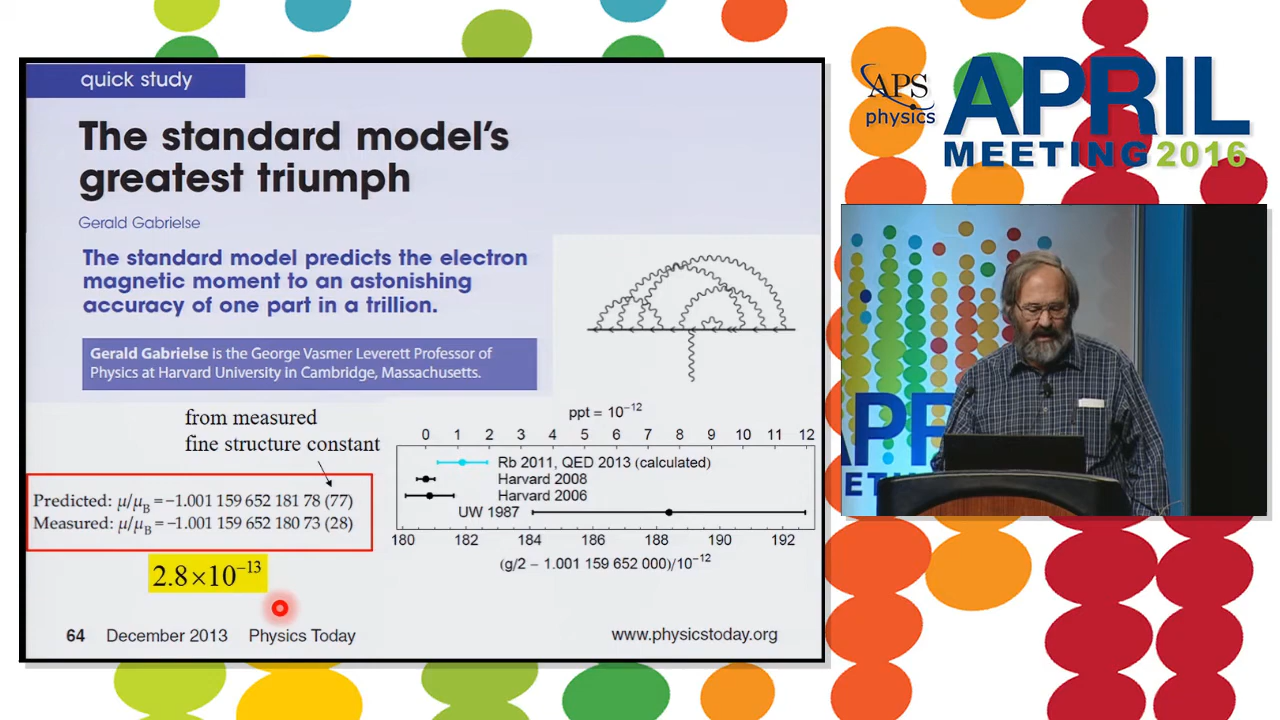 quick study
The standard model's
greatest triumph
Gerald Gabrielse
The standard model predicts the electron
magnetic moment to an astonishing
accuracy of one part in a trillion.
Gerald Gabrielse is the George Vasmer Leverett Professor of
Physics at Harvard University in Cambridge, Massachusetts.
from measured
fine structure constant
Predicted: μ/μB = −1.001 159 652 181 78 (77)
Measured: μ/μB = −1.001 159 652 180 73 (28)
2.8×10−13
ppt = 10−12
0 1 2 3 4 5 6 7 8 9 10 11 12
Rb 2011, QED 2013 (calculated)
Harvard 2008
Harvard 2006
UW 1987
180 182 184 186 188 190 192
(g/2 − 1.001 159 652 000)/10−12
64 December 2013 Physics Today
www.physicstoday.org
APS
physics
APRIL
MEETING 2016
APR